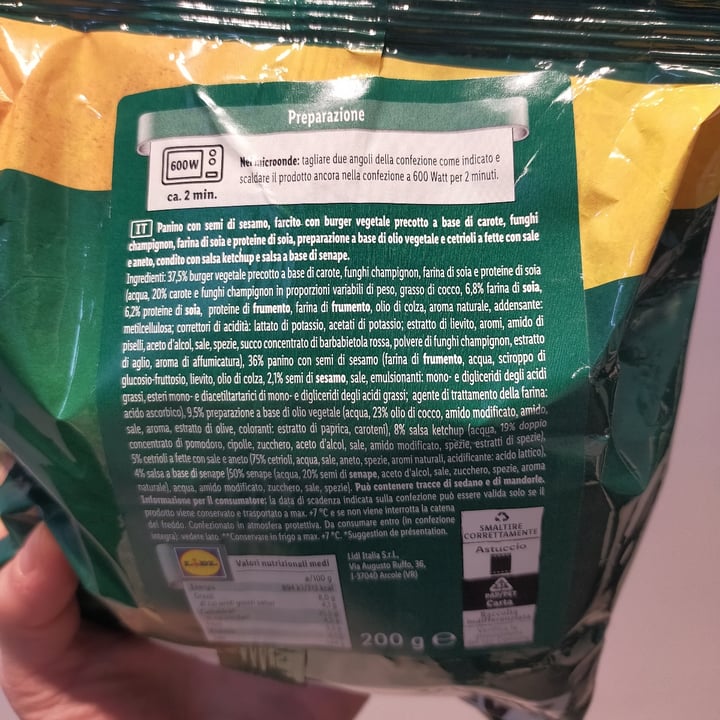 Preparazione
600W
ca. 2 min.
Nel microonde: tagliare due angoli della confezione come indicato e
scaldare il prodotto ancora nella confezione a 600 Watt per 2 minuti.
IT Panino con semi di sesamo, farcito con burger vegetale precotto a base di carote, funghi
champignon, farina di soia e proteine di soia, preparazione a base di olio vegetale e cetrioli a fette con sale
e aneto, condito con salsa ketchup e salsa a base di senape.
Ingredienti: 37,5% burger vegetale precotto a base di carote, funghi champignon, farina di soia e proteine di soia
(acqua, 20% carote e funghi champignon in proporzioni variabili di peso, grasso di cocco, 6,8% farina di soia,
6,2% proteine di soia, proteine di frumento, farina di frumento, olio di colza, aroma naturale, addensante:
metilcellulosa; correttori di acidità: lattato di potassio, acetati di potassio; estratto di lievito, aromi, amido di
piselli, aceto d'alcol, sale, spezie, succo concentrato di barbabietola rossa, polvere di funghi champignon, estratto
di aglio, aroma di affumicatura), 36% panino con semi di sesamo (farina di frumento, acqua, sciroppo di
glucosio-fruttosio, lievito, olio di colza, 2,1% semi di sesamo, sale, emulsionanti: mono- e digliceridi degli acidi
grassi, esteri mono- e diacetiltartarici di mono- e digliceridi degli acidi grassi; agente di trattamento della farina:
acido ascorbico), 9,5% preparazione a base di olio vegetale (acqua, 23% olio di cocco, amido modificato, amido,
sale, aroma, estratto di olive, coloranti: estratto di paprica, caroteni), 8% salsa ketchup (acqua, 19% doppio
concentrato di pomodoro, cipolle, zucchero, aceto d'alcol, sale, amido modificato, spezie, estratti di spezie),
5% cetrioli a fette con sale e aneto (75% cetrioli, acqua, sale, aneto, spezie, aromi naturali, acidificante: acido lattico),
4% salsa a base di senape [50% senape (acqua, 20% semi di senape, aceto d'alcol, sale, zucchero, spezie, aroma
naturale), acqua, amido modificato, zucchero, sale, spezie]. Può contenere tracce di sedano e di mandorle.
Informazione per il consumatore: la data di scadenza indicata sulla confezione può essere valida solo se il
prodotto viene conservato e trasportato a max. +7 °C e se non viene interrotta la catena
del freddo. Confezionato in atmosfera protettiva. Da consumare entro (in confezione
integra): vedere lato. **Conservare in frigo a max. +7 °C. *Suggestion de présentation.
LIDL
Valori nutrizionali medi
ø/100 g
Energia
Grassi 8,0 g
Lidl Italia S.r.l.,
Via Augusto Ruffo, 36,
I-37040 Arcole (VR)
200 g ℮
SMALTIRE
CORRETTAMENTE
Astuccio
PAP/PET
Carta
Raccolta
indifferenziata